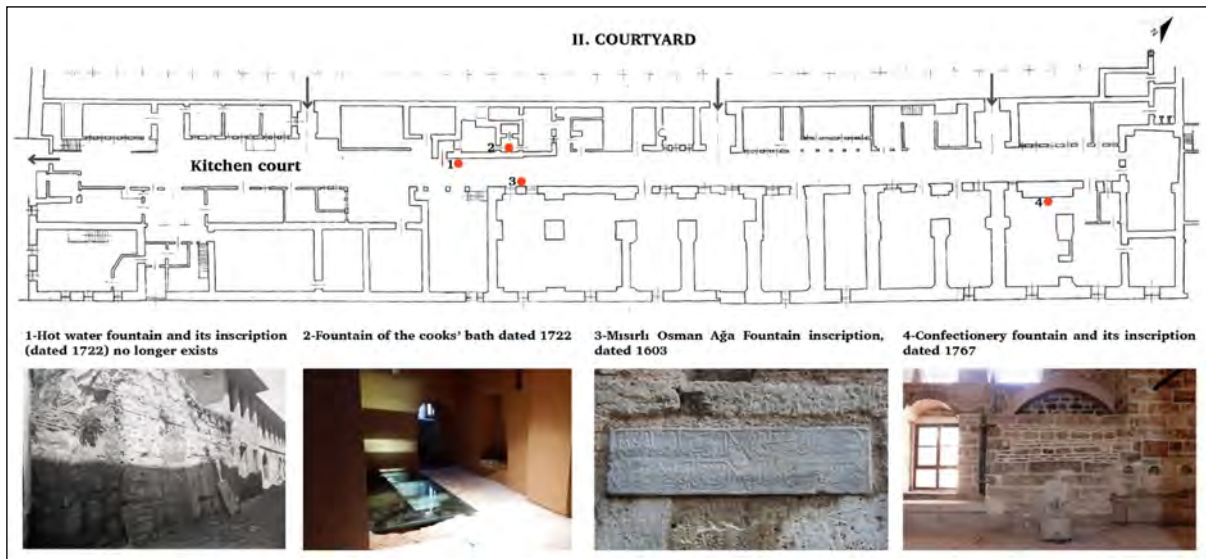 II. COURTYARD
N
2
Kitchen court
1
3
4
1-Hot water fountain and its inscription
(dated 1722) no longer exists
2-Fountain of the cooks' bath dated 1722
3-Mısırlı Osman Ağa Fountain inscription,
dated 1603
4-Confectionery fountain and its inscription
dated 1767